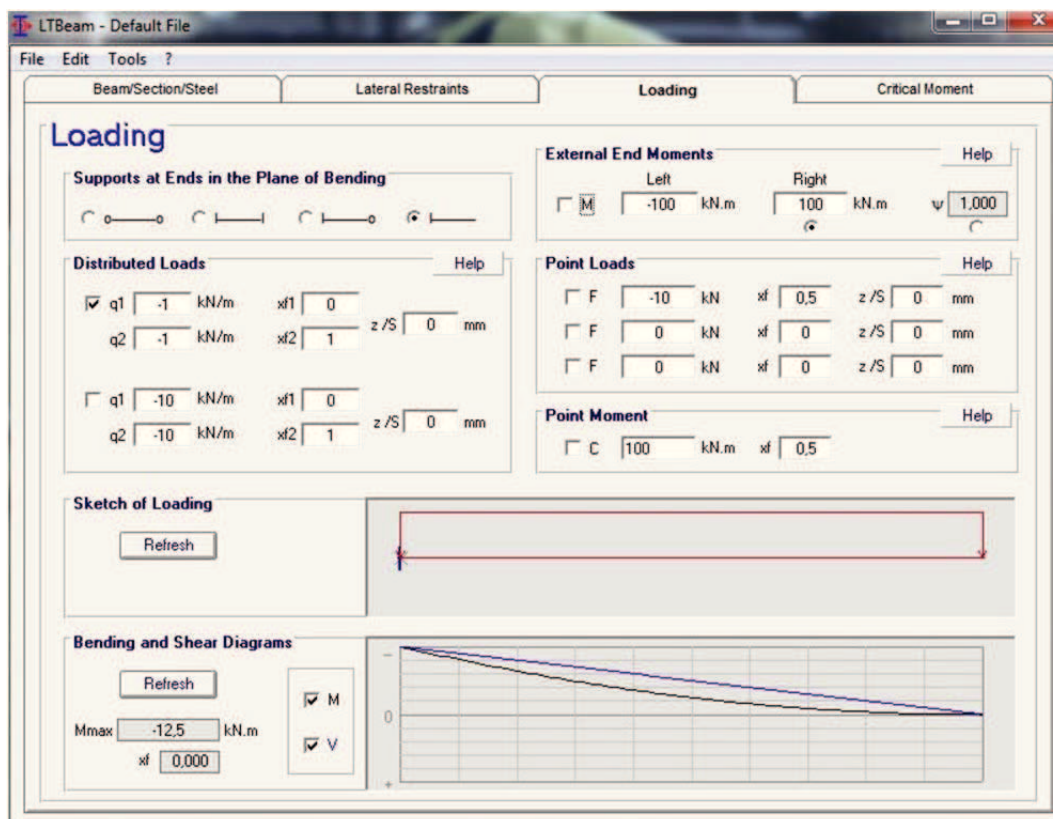 LTBeam - Default File
File Edit Tools ?
Beam/Section/Steel Lateral Restraints Loading Critical Moment
Loading
Supports at Ends in the Plane of Bending
External End Moments Help
Left Right
M -100 kN.m 100 kN.m ψ 1,000
Distributed Loads Help
q1 -1 kN/m xf1 0
q2 -1 kN/m xf2 1
z /S 0 mm
q1 -10 kN/m xf1 0
q2 -10 kN/m xf2 1
z /S 0 mm
Point Loads Help
F -10 kN xf 0,5 z /S 0 mm
F 0 kN xf 0 z /S 0 mm
F 0 kN xf 0 z /S 0 mm
Point Moment Help
C 100 kN.m xf 0,5
Sketch of Loading
Refresh
Bending and Shear Diagrams
Refresh
Mmax -12,5 kN.m
xf 0,000
M
V
–
0
+